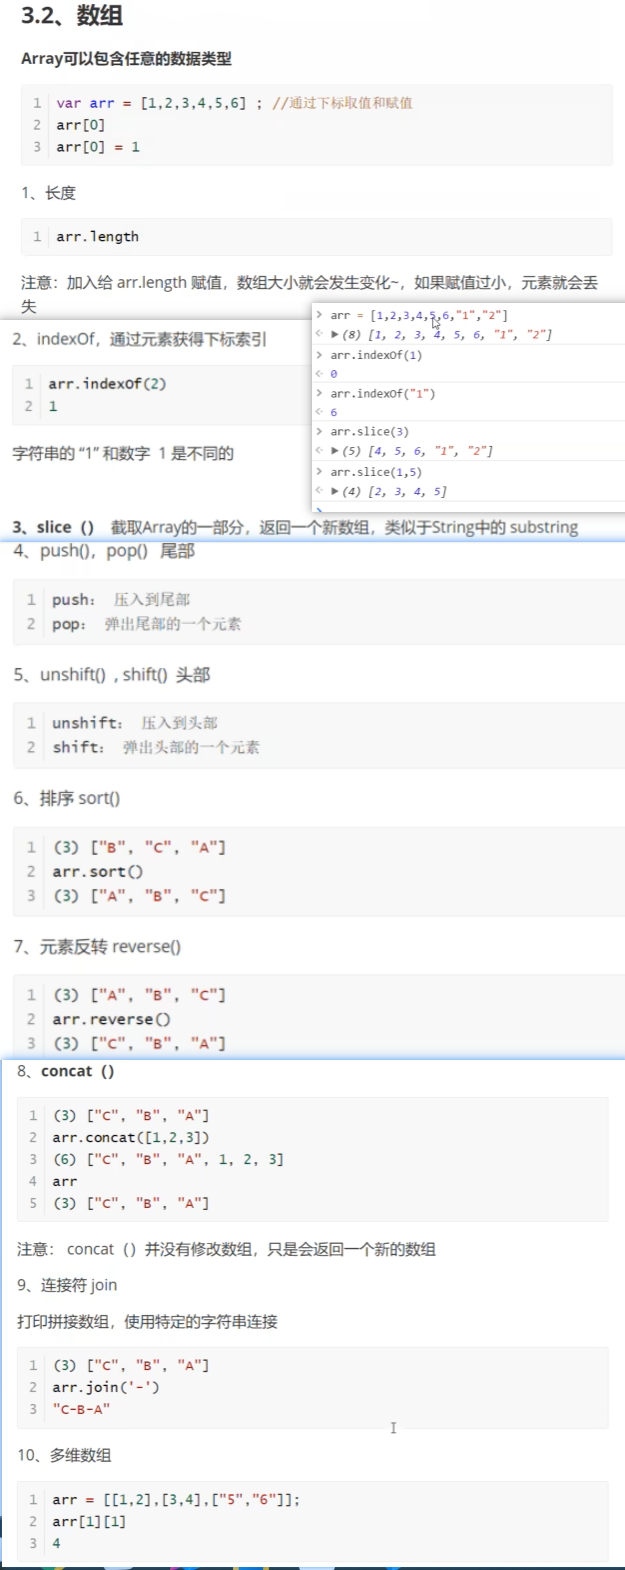 3.2、数组
Array可以包含任意的数据类型
1 var arr = [1,2,3,4,5,6] ; //通过下标取值和赋值
2 arr[0]
3 arr[0] = 1
1、长度
1 arr.length
注意：加入给 arr.length 赋值，数组大小就会发生变化~，如果赋值过小，元素就会丢
失
2、indexOf，通过元素获得下标索引
1 arr.indexOf(2)
2 1
字符串的 “1” 和数字 1 是不同的
> arr = [1,2,3,4,5,6,"1","2"]
(8) [1, 2, 3, 4, 5, 6, "1", "2"]
> arr.indexOf(1)
0
> arr.indexOf("1")
6
> arr.slice(3)
(5) [4, 5, 6, "1", "2"]
> arr.slice(1,5)
(4) [2, 3, 4, 5]
3、slice（） 截取Array的一部分，返回一个新数组，类似于String中的 substring
4、push()，pop() 尾部
1 push： 压入到尾部
2 pop： 弹出尾部的一个元素
5、unshift() , shift() 头部
1 unshift： 压入到头部
2 shift： 弹出头部的一个元素
6、排序 sort()
1 (3) ["B", "C", "A"]
2 arr.sort()
3 (3) ["A", "B", "C"]
7、元素反转 reverse()
1 (3) ["A", "B", "C"]
2 arr.reverse()
3 (3) ["C", "B", "A"]
8、concat（）
1 (3) ["C", "B", "A"]
2 arr.concat([1,2,3])
3 (6) ["C", "B", "A", 1, 2, 3]
4 arr
5 (3) ["C", "B", "A"]
注意： concat（）并没有修改数组，只是会返回一个新的数组
9、连接符 join
打印拼接数组，使用特定的字符串连接
1 (3) ["C", "B", "A"]
2 arr.join('-')
3 "C-B-A"
10、多维数组
1 arr = [[1,2],[3,4],["5","6"]];
2 arr[1][1]
3 4